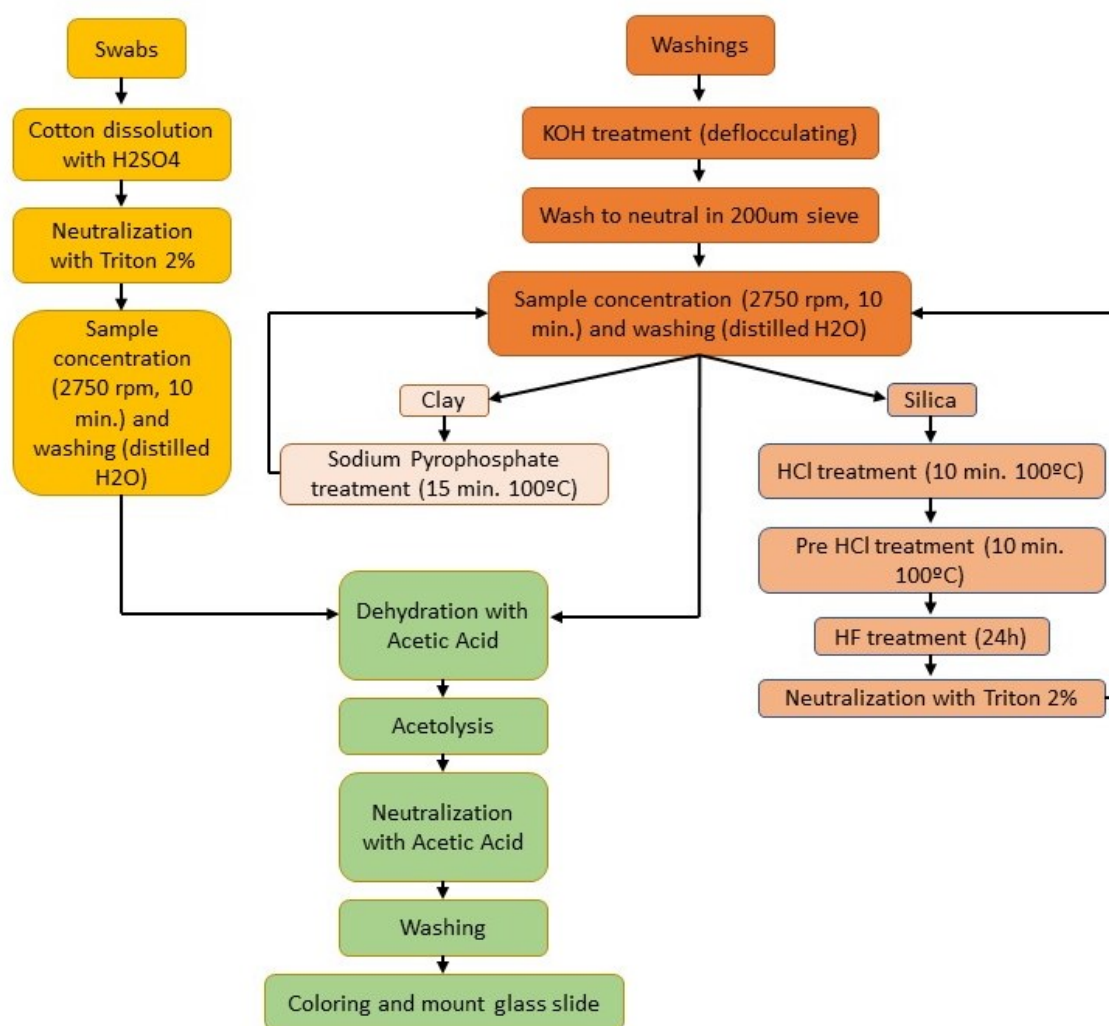 Swabs
Cotton dissolution
with H2SO4
Neutralization
with Triton 2%
Sample
concentration
(2750 rpm, 10
min.) and
washing (distilled
H2O)
Washings
KOH treatment (deflocculating)
Wash to neutral in 200um sieve
Sample concentration (2750 rpm, 10
min.) and washing (distilled H2O)
Clay
Sodium Pyrophosphate
treatment (15 min. 100ºC)
Silica
HCl treatment (10 min. 100ºC)
Pre HCl treatment (10 min.
100ºC)
HF treatment (24h)
Neutralization with Triton 2%
Dehydration with
Acetic Acid
Acetolysis
Neutralization
with Acetic Acid
Washing
Coloring and mount glass slide